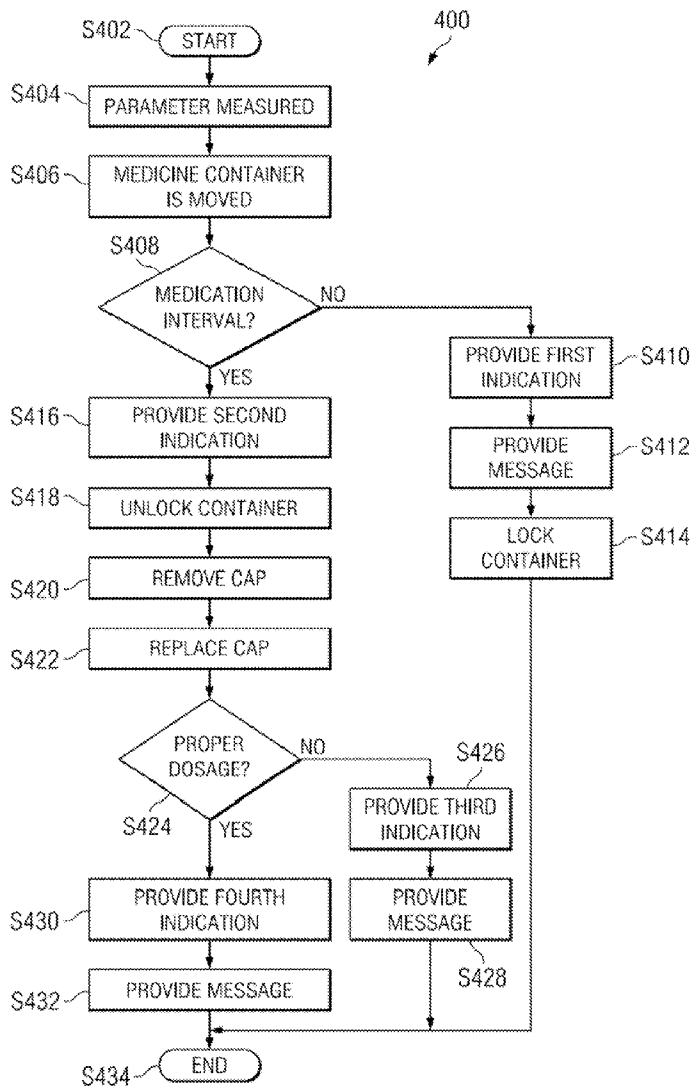 400
S402
START
S404
PARAMETER MEASURED
S406
MEDICINE CONTAINER
IS MOVED
S408
MEDICATION
INTERVAL?
NO
YES
PROVIDE FIRST
INDICATION
S410
PROVIDE
MESSAGE
S412
LOCK
CONTAINER
S414
S416
PROVIDE SECOND
INDICATION
S418
UNLOCK CONTAINER
S420
REMOVE CAP
S422
REPLACE CAP
PROPER
DOSAGE?
S424
NO
YES
S426
PROVIDE THIRD
INDICATION
PROVIDE
MESSAGE
S428
S430
PROVIDE FOURTH
INDICATION
S432
PROVIDE MESSAGE
S434
END